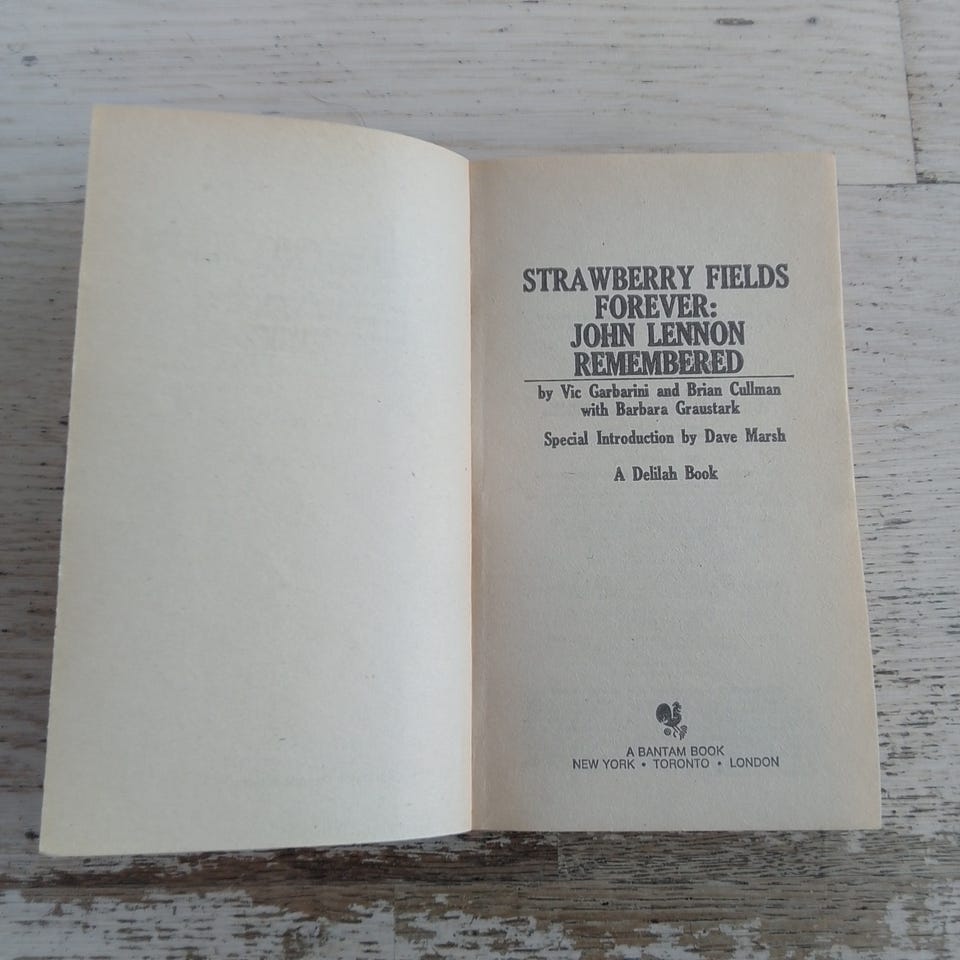 STRAWBERRY FIELDS
FOREVER:
JOHN LENNON
REMEMBERED
by Vic Garbarini and Brian Cullman
with Barbara Graustark
Special Introduction by Dave Marsh
A Delilah Book
A BANTAM BOOK
NEW YORK • TORONTO • LONDON